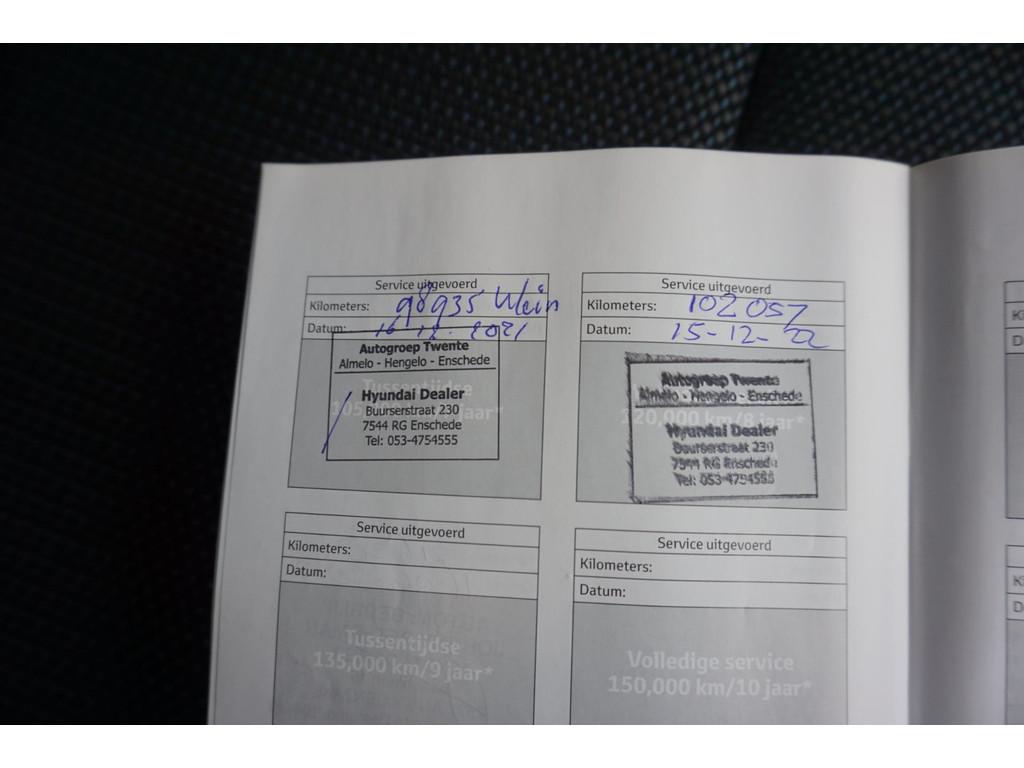 Service uitgevoerd
Kilometers: 98935 klein
Datum: 16-12-2021
Autogroep Twente
Almelo - Hengelo - Enschede
Tussentijdse
Hyundai Dealer
Buurserstraat 230
7544 RG Enschede
Tel: 053-4754555
Service uitgevoerd
Kilometers: 102057
Datum: 15-12-22
Autogroep Twente
Almelo - Hengelo - Enschede
120,000 km/8 jaar*
Hyundai Dealer
Buurserstraat 230
7544 RG Enschede
Tel: 053-4754555
Service uitgevoerd
Kilometers:
Datum:
Tussentijdse
135,000 km/9 jaar*
Service uitgevoerd
Kilometers:
Datum:
Volledige service
150,000 km/10 jaar*